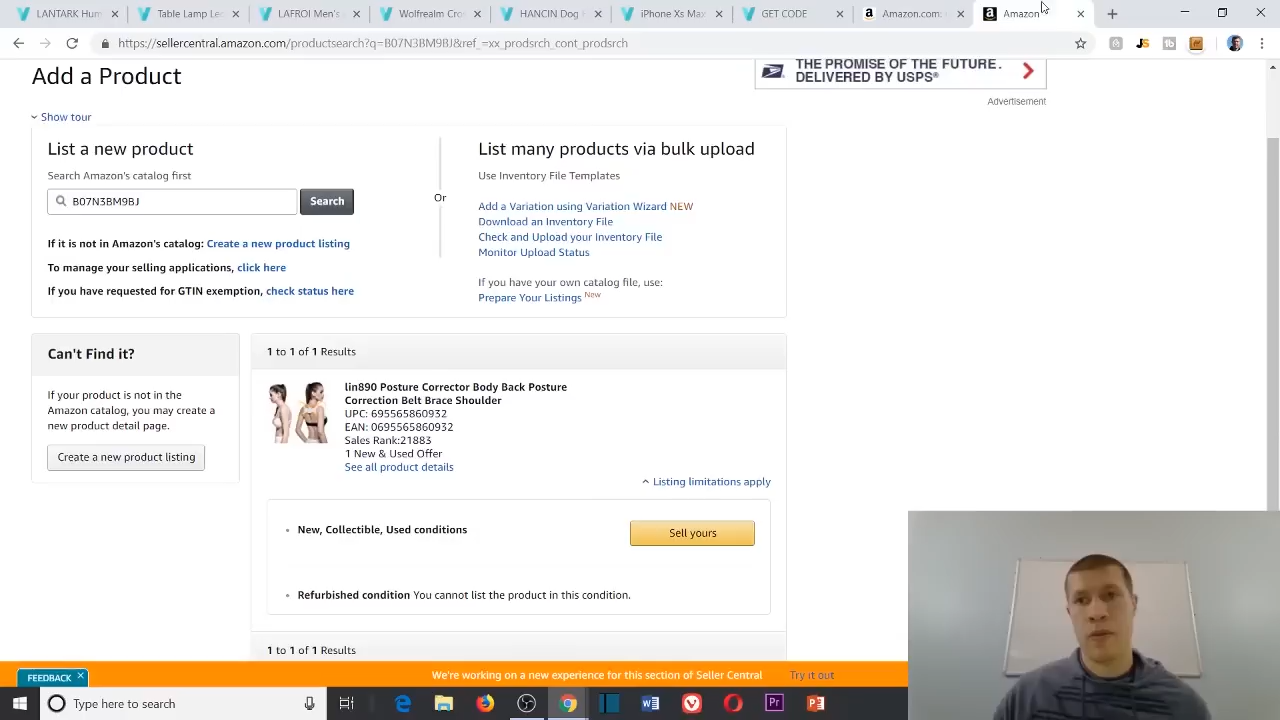 LANTARK Hum
Table Lamp Le
LAFEOI Men's
Wolfrealm Cro
HANCIN Dog
iPhone Xs Max
GET CODE
Amazon.com:
Amazon
https://sellercentral.amazon.com/productsearch?q=B07N3BM9BJ&ref_=xx_prodsrch_cont_prodsrch
Add a Product
THE PROMISE OF THE FUTURE.
DELIVERED BY USPS®
Advertisement
Show tour
List a new product
Search Amazon's catalog first
B07N3BM9BJ
Search
If it is not in Amazon's catalog: Create a new product listing
To manage your selling applications, click here
If you have requested for GTIN exemption, check status here
Or
List many products via bulk upload
Use Inventory File Templates
Add a Variation using Variation Wizard NEW
Download an Inventory File
Check and Upload your Inventory File
Monitor Upload Status
If you have your own catalog file, use:
Prepare Your Listings New
Can't Find it?
If your product is not in the
Amazon catalog, you may create a
new product detail page.
Create a new product listing
1 to 1 of 1 Results
lin890 Posture Corrector Body Back Posture
Correction Belt Brace Shoulder
UPC: 695565860932
EAN: 0695565860932
Sales Rank:21883
1 New & Used Offer
See all product details
Listing limitations apply
New, Collectible, Used conditions
Sell yours
Refurbished condition You cannot list the product in this condition.
1 to 1 of 1 Results
FEEDBACK
We're working on a new experience for this section of Seller Central
Try it out
Type here to search